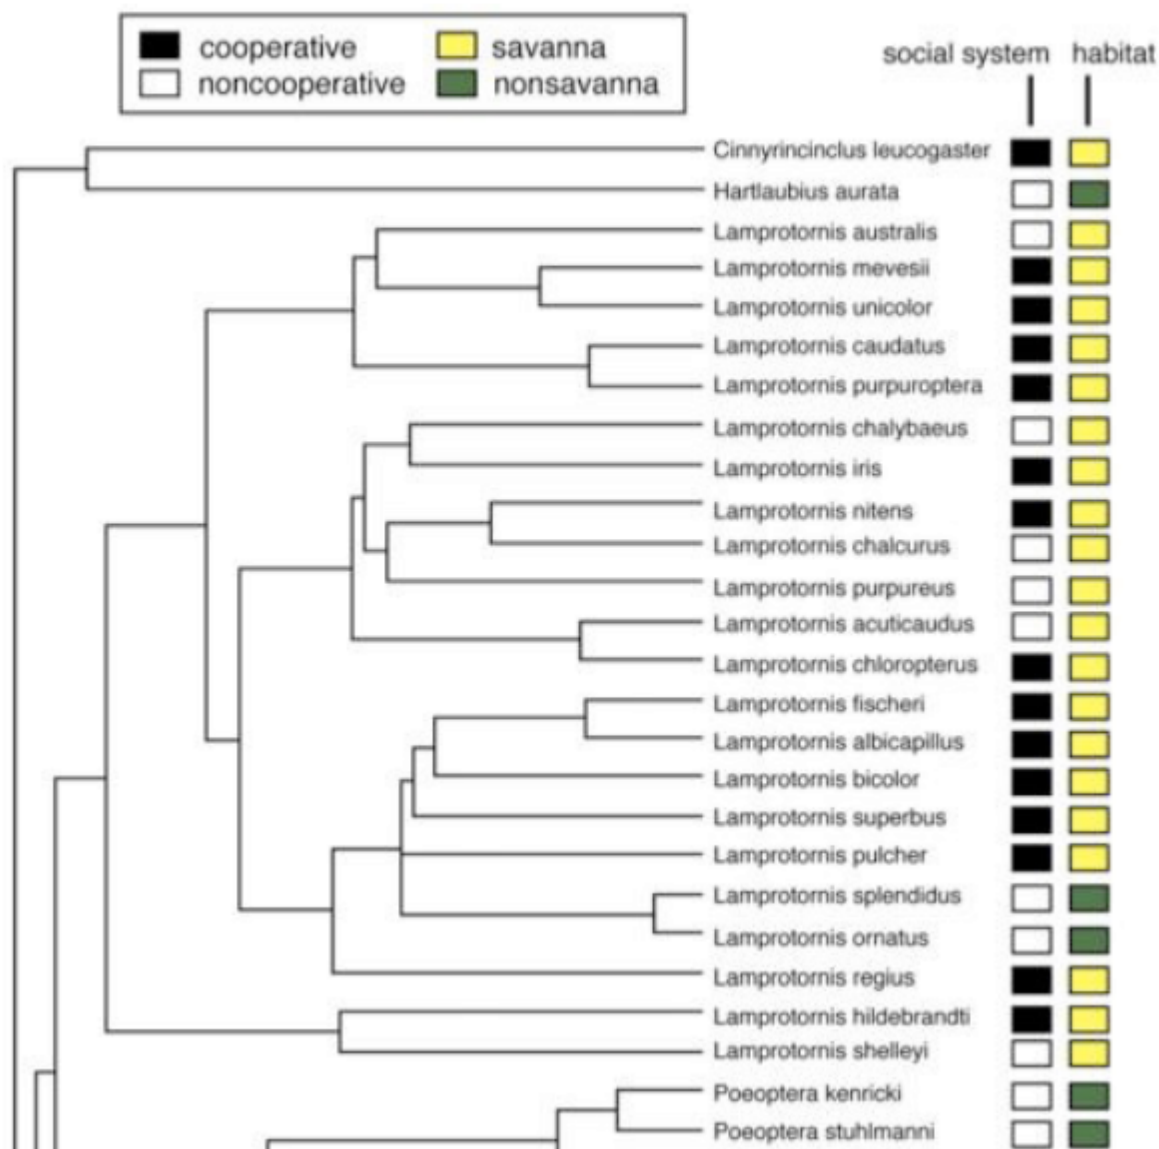 cooperative savanna
noncooperative nonsavanna
social system habitat
Cinnyrincinclus leucogaster
Hartlaubius aurata
Lamprotornis australis
Lamprotornis mevesii
Lamprotornis unicolor
Lamprotornis caudatus
Lamprotornis purpuroptera
Lamprotornis chalybaeus
Lamprotornis iris
Lamprotornis nitens
Lamprotornis chalcurus
Lamprotornis purpureus
Lamprotornis acuticaudus
Lamprotornis chloropterus
Lamprotornis fischeri
Lamprotornis albicapillus
Lamprotornis bicolor
Lamprotornis superbus
Lamprotornis pulcher
Lamprotornis splendidus
Lamprotornis ornatus
Lamprotornis regius
Lamprotornis hildebrandti
Lamprotornis shelleyi
Poeoptera kenricki
Poeoptera stuhlmanni